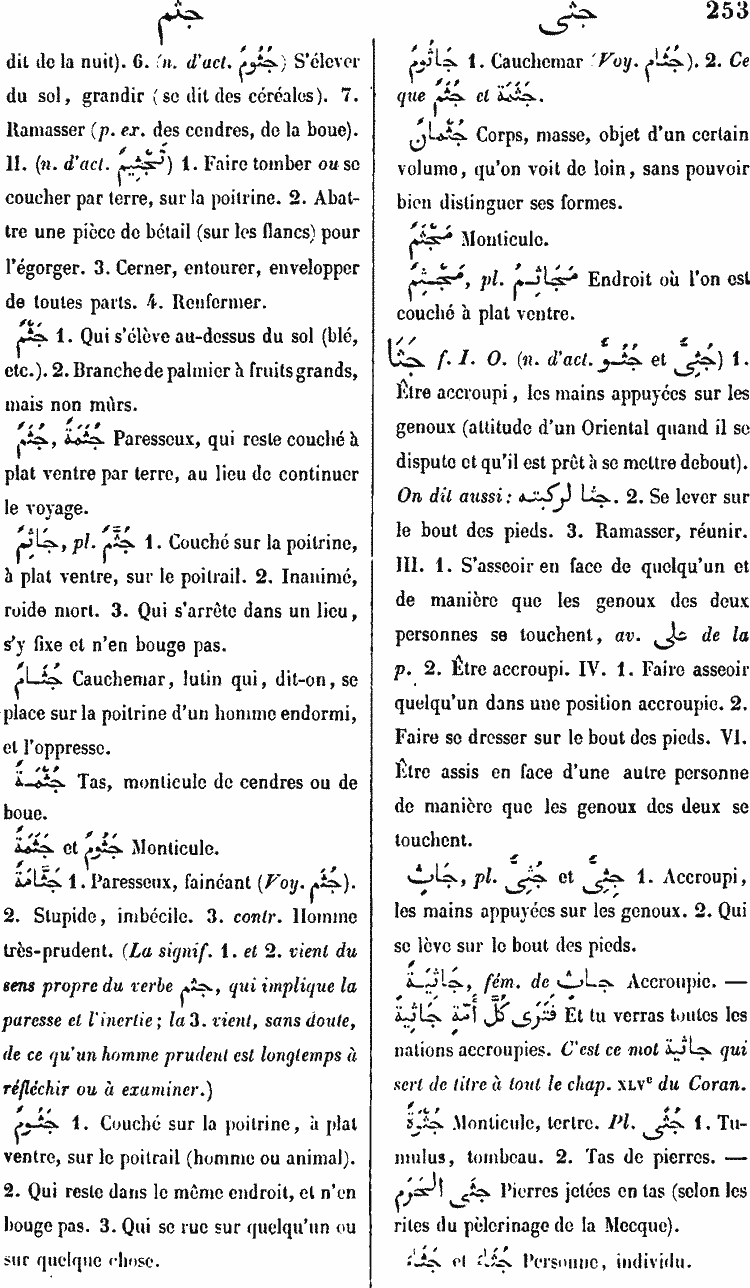 جثم
جثى
253
dit de la nuit). 6. (n. d'act. جُثُومٌ) S'élever
du sol, grandir (se dit des céréales). 7.
Ramasser (p. ex. des cendres, de la boue).
II. (n. d'act. تَجْثِيمٌ) 1. Faire tomber ou se
coucher par terre, sur la poitrine. 2. Abat-
tre une pièce de bétail (sur les flancs) pour
l'égorger. 3. Cerner, entourer, envelopper
de toutes parts. 4. Renfermer.
جَثْمٌ 1. Qui s'élève au-dessus du sol (blé,
etc.). 2. Branche de palmier à fruits grands,
mais non mûrs.
جُثَمٌ, جُثَمَةٌ Paresseux, qui reste couché à
plat ventre par terre, au lieu de continuer
le voyage.
جَاثِمٌ, pl. جُثَّمٌ 1. Couché sur la poitrine,
à plat ventre, sur le poitrail. 2. Inanimé,
roide mort. 3. Qui s'arrête dans un lieu,
s'y fixe et n'en bouge pas.
جُثَامٌ Cauchemar, lutin qui, dit-on, se
place sur la poitrine d'un homme endormi,
et l'oppresse.
جُثْمَةٌ Tas, monticule de cendres ou de
boue.
جَثَمَةٌ et جَثُومٌ Monticule.
جَثَّامَةٌ 1. Paresseux, fainéant (Voy. جُثَمٌ).
2. Stupide, imbécile. 3. contr. Homme
très-prudent. (La signif. 1. et 2. vient du
sens propre du verbe جثم, qui implique la
paresse et l'inertie; la 3. vient, sans doute,
de ce qu'un homme prudent est longtemps à
réfléchir ou à examiner.)
جَثُومٌ 1. Couché sur la poitrine, à plat
ventre, sur le poitrail (homme ou animal).
2. Qui reste dans le même endroit, et n'en
bouge pas. 3. Qui se rue sur quelqu'un ou
sur quelque chose.
جَاثُومٌ 1. Cauchemar (Voy. جُثَامٌ). 2. Ce
que جُثَمٌ et جُثَمَةٌ.
جُثْمَانٌ Corps, masse, objet d'un certain
volume, qu'on voit de loin, sans pouvoir
bien distinguer ses formes.
مَجْثَمٌ Monticule.
مَجْثِمٌ, pl. مَجَاثِمُ Endroit où l'on est
couché à plat ventre.
جَثَا f. I. O. (n. d'act. جُثُوٌّ et جُثِيٌّ) 1.
Être accroupi, les mains appuyées sur les
genoux (attitude d'un Oriental quand il se
dispute et qu'il est prêt à se mettre debout).
On dit aussi: جثا لركبته. 2. Se lever sur
le bout des pieds. 3. Ramasser, réunir.
III. 1. S'asseoir en face de quelqu'un et
de manière que les genoux des deux
personnes se touchent, av. على de la
p. 2. Être accroupi. IV. 1. Faire asseoir
quelqu'un dans une position accroupie. 2.
Faire se dresser sur le bout des pieds. VI.
Être assis en face d'une autre personne
de manière que les genoux des deux se
touchent.
جَاثٍ, pl. جُثِيٌّ et جِثِيٌّ 1. Accroupi,
les mains appuyées sur les genoux. 2. Qui
se lève sur le bout des pieds.
جَاثِيَةٌ, fém. de جاثٍ Accroupie. —
فَتَرَى كُلَّ أُمَّةٍ جَاثِيَةً Et tu verras toutes les
nations accroupies. C'est ce mot جاثية qui
sert de titre à tout le chap. XLVᵉ du Coran.
جُثْوَةٌ Monticule, tertre. Pl. جُثًى 1. Tu-
mulus, tombeau. 2. Tas de pierres. —
جُثَى الْحَرَمِ Pierres jetées en tas (selon les
rites du pèlerinage de la Mecque).
جَثَاءٌ et جُثَاءٌ Personne, individu.